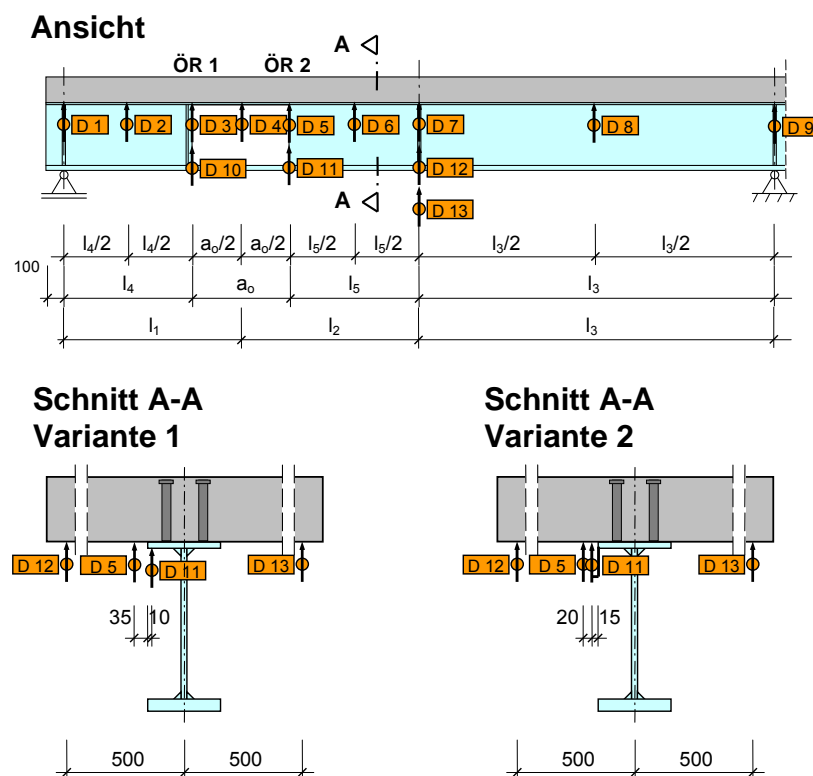 Ansicht
A
ÖR 1 ÖR 2
D 1 D 2 D 3 D 4 D 5 D 6 D 7 D 8 D 9
D 10 D 11 D 12
A D 13
l4/2 l4/2 ao/2 ao/2 l5/2 l5/2 l3/2 l3/2
100
l4 ao l5 l3
l1 l2 l3
Schnitt A-A
Variante 1
D 12 D 5 D 11 D 13
35 10
500 500
Schnitt A-A
Variante 2
D 12 D 5 D 11 D 13
20 15
500 500